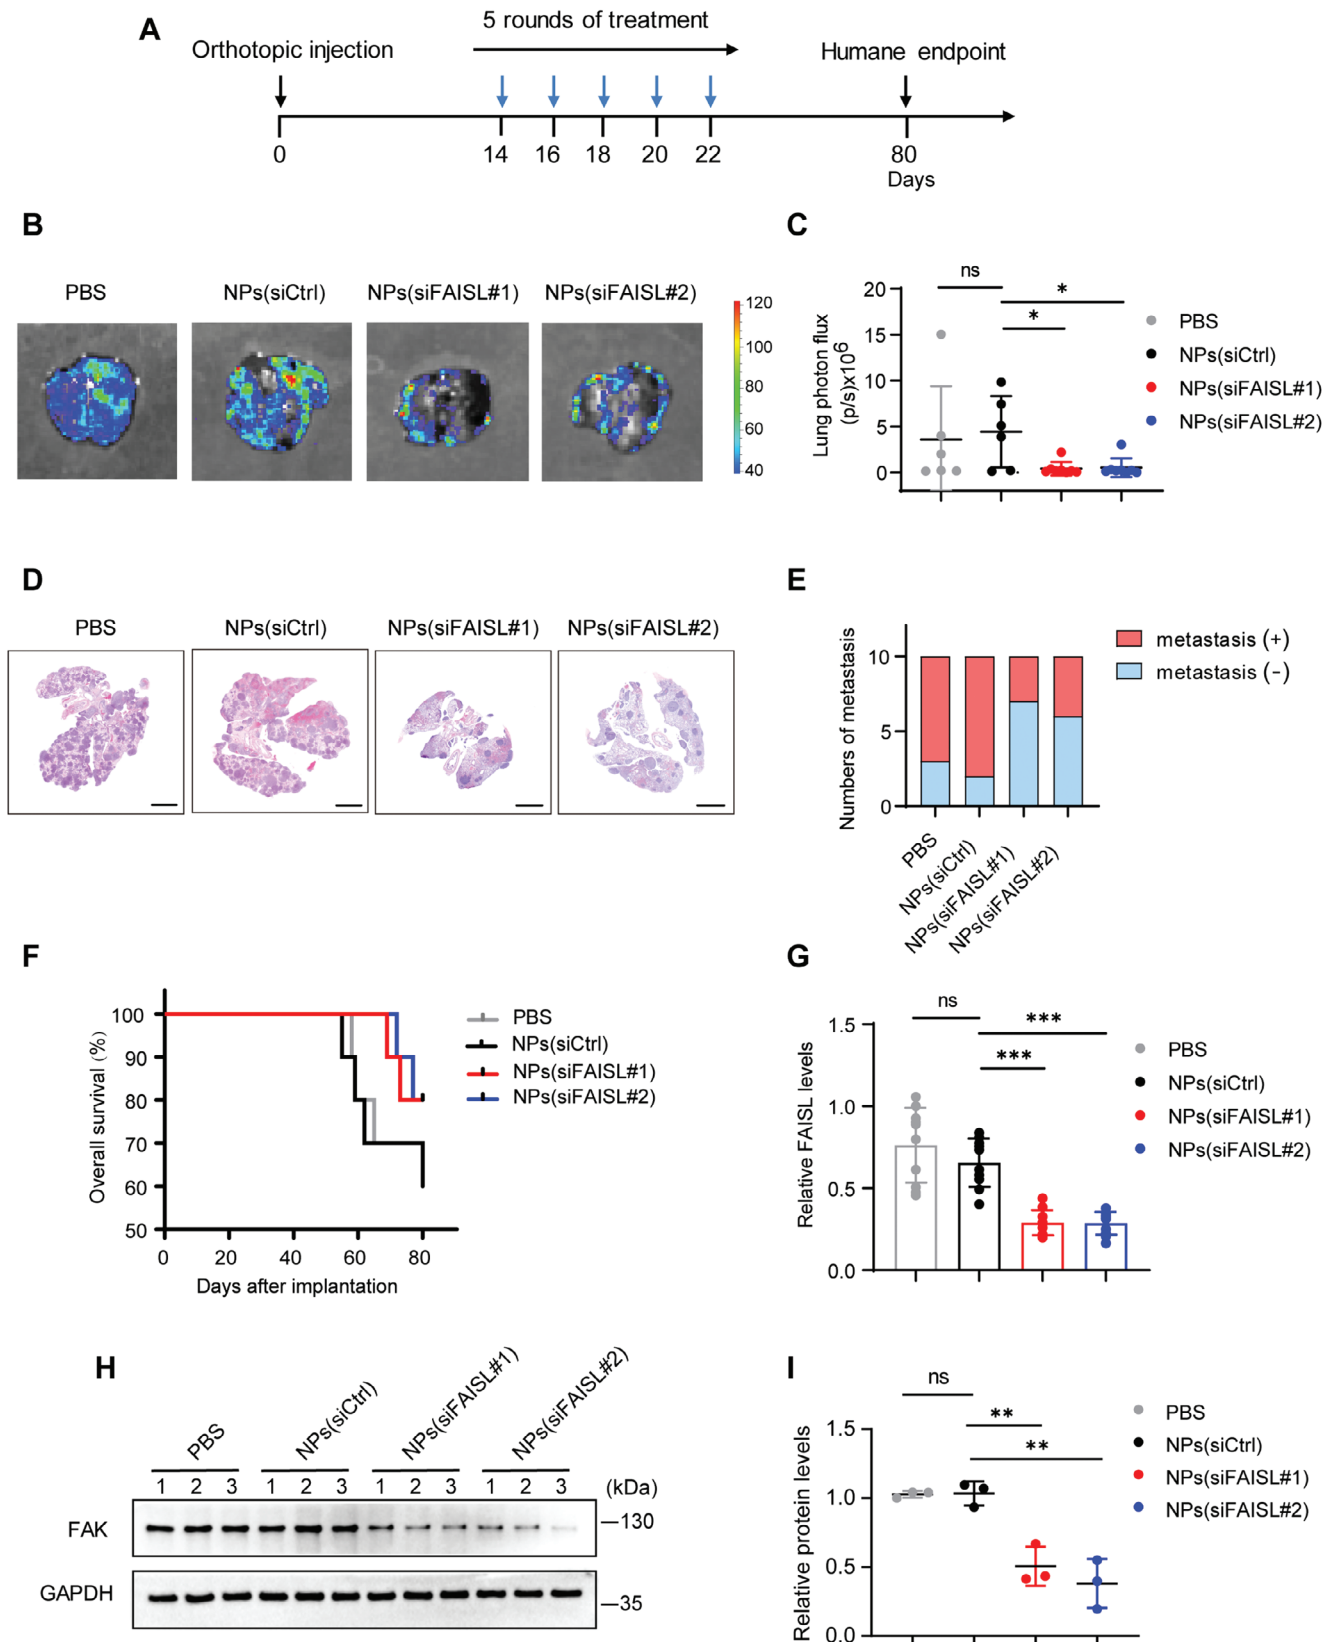 A
5 rounds of treatment
Orthotopic injection
Humane endpoint
0 14 16 18 20 22 80
Days
B
PBS NPs(siCtrl) NPs(siFAISL#1) NPs(siFAISL#2)
120
100
80
60
40
C
ns * *
Lung photon flux
(p/s)x10⁶
20
15
10
5
0
PBS
NPs(siCtrl)
NPs(siFAISL#1)
NPs(siFAISL#2)
D
PBS NPs(siCtrl) NPs(siFAISL#1) NPs(siFAISL#2)
E
Numbers of metastasis
10
5
0
metastasis (+)
metastasis (−)
PBS
NPs(siCtrl)
NPs(siFAISL#1)
NPs(siFAISL#2)
F
Overall survival (%)
100
90
80
70
60
50
0 20 40 60 80
Days after implantation
PBS
NPs(siCtrl)
NPs(siFAISL#1)
NPs(siFAISL#2)
G
ns *** ***
Relative FAISL levels
1.5
1.0
0.5
0.0
PBS
NPs(siCtrl)
NPs(siFAISL#1)
NPs(siFAISL#2)
H
PBS NPs(siCtrl) NPs(siFAISL#1) NPs(siFAISL#2)
1 2 3 1 2 3 1 2 3 1 2 3 (kDa)
FAK —130
GAPDH —35
I
ns ** **
Relative protein levels
1.5
1.0
0.5
0.0
PBS
NPs(siCtrl)
NPs(siFAISL#1)
NPs(siFAISL#2)